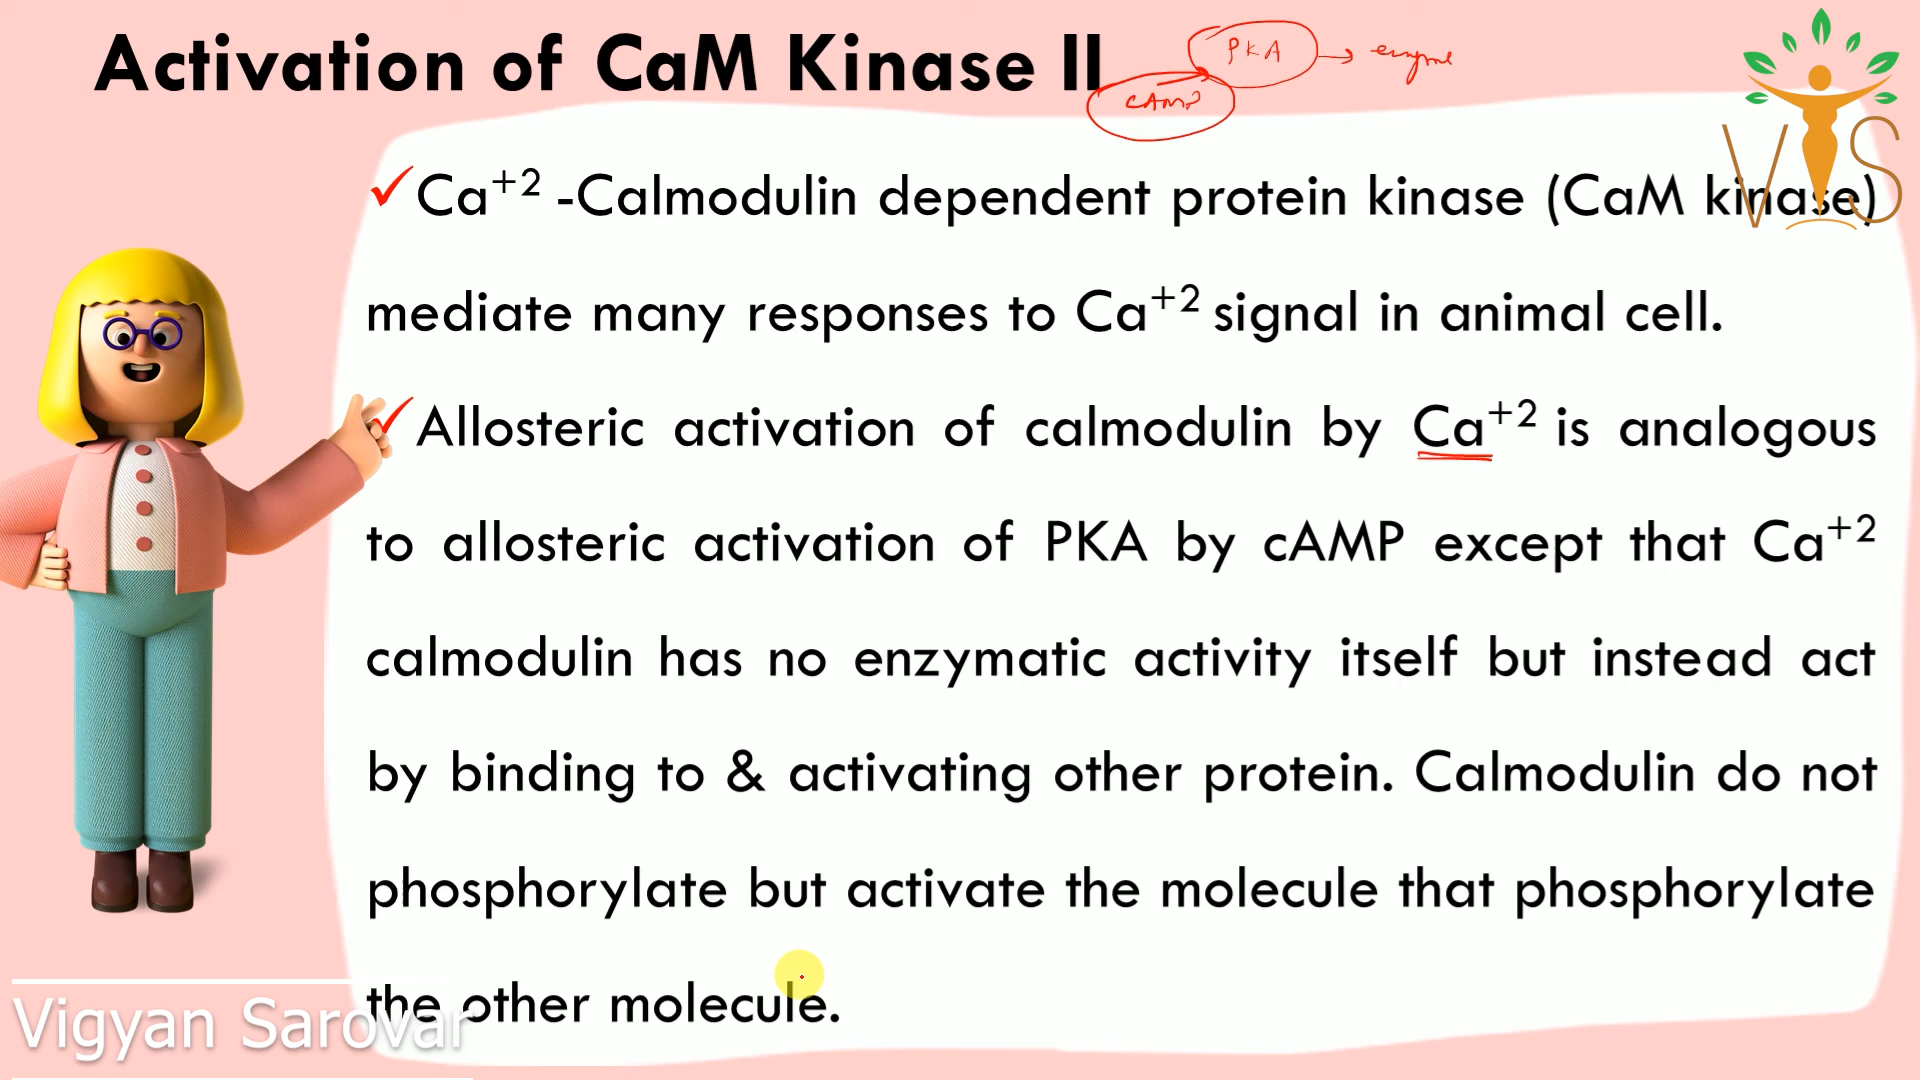 Activation of CaM Kinase II
PKA → enzyme
cAMP
VIS
✓Ca⁺² -Calmodulin dependent protein kinase (CaM kinase)
mediate many responses to Ca⁺² signal in animal cell.
✓Allosteric activation of calmodulin by Ca⁺² is analogous
to allosteric activation of PKA by cAMP except that Ca⁺²
calmodulin has no enzymatic activity itself but instead act
by binding to & activating other protein. Calmodulin do not
phosphorylate but activate the molecule that phosphorylate
the other molecule.
Vigyan Sarovar